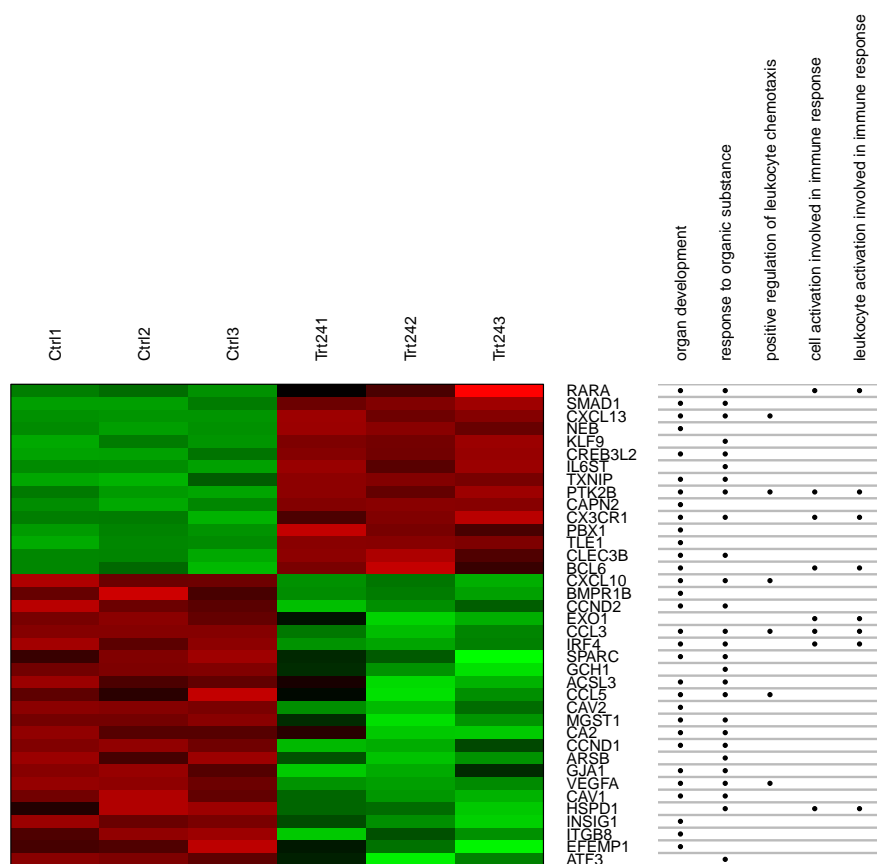 Ctrl1
Ctrl2
Ctrl3
Trt241
Trt242
Trt243
organ development
response to organic substance
positive regulation of leukocyte chemotaxis
cell activation involved in immune response
leukocyte activation involved in immune response
RARA
SMAD1
CXCL13
NEB
KLF9
CREB3L2
IL6ST
TXNIP
PTK2B
CAPN2
CX3CR1
PBX1
TLE1
CLEC3B
BCL6
CXCL10
BMPR1B
CCND2
EXO1
CCL3
IRF4
SPARC
GCH1
ACSL3
CCL5
CAV2
MGST1
CA2
CCND1
ARSB
GJA1
VEGFA
CAV1
HSPD1
INSIG1
ITGB8
EFEMP1
ATF3